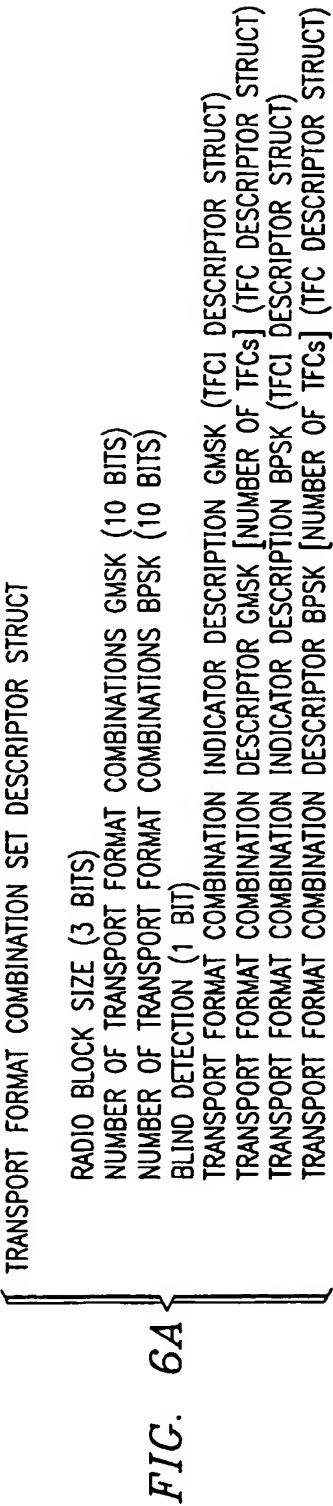 TRANSPORT FORMAT COMBINATION SET DESCRIPTOR STRUCT
RADIO BLOCK SIZE (3 BITS)
NUMBER OF TRANSPORT FORMAT COMBINATIONS GMSK (10 BITS)
NUMBER OF TRANSPORT FORMAT COMBINATIONS BPSK (10 BITS)
BLIND DETECTION (1 BIT)
TRANSPORT FORMAT COMBINATION INDICATOR DESCRIPTION GMSK (TFCI DESCRIPTOR STRUCT)
TRANSPORT FORMAT COMBINATION DESCRIPTOR GMSK [NUMBER OF TFCs] (TFC DESCRIPTOR STRUCT)
TRANSPORT FORMAT COMBINATION INDICATOR DESCRIPTION BPSK (TFCI DESCRIPTOR STRUCT)
TRANSPORT FORMAT COMBINATION DESCRIPTOR BPSK [NUMBER OF TFCs] (TFC DESCRIPTOR STRUCT)
FIG. 6A